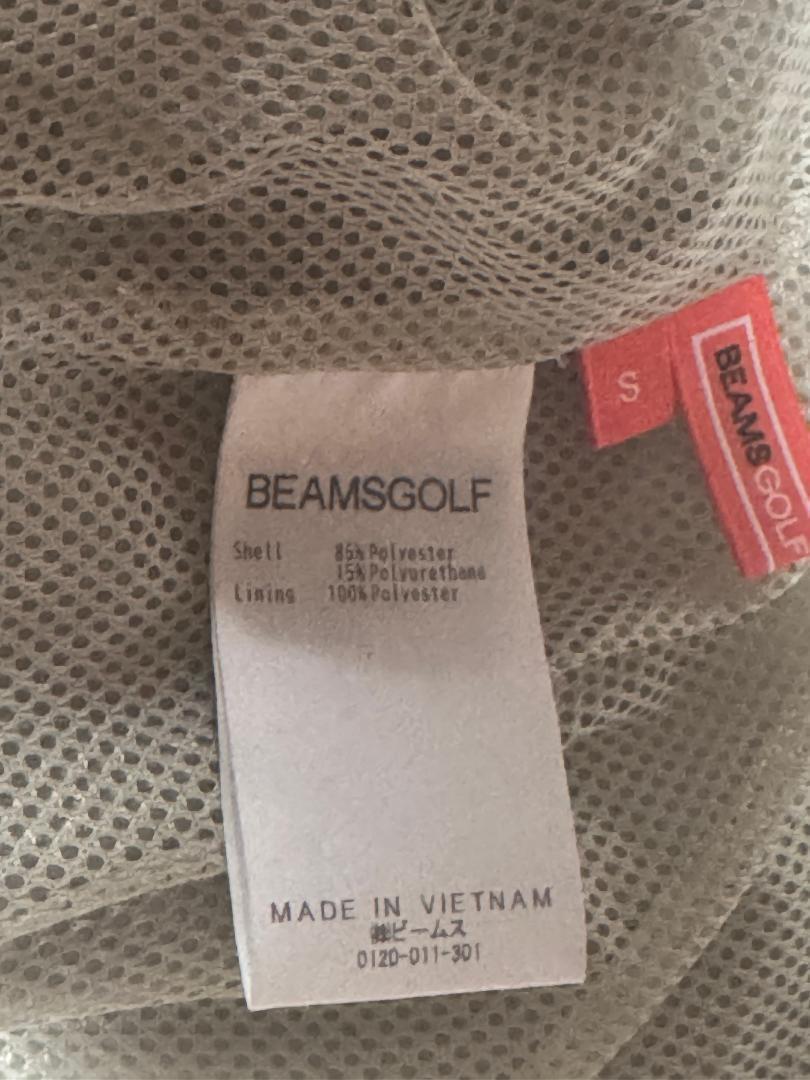 BEAMSGOLF
Shell 85% Polyester
15% Polyurethane
Lining 100% Polyester
MADE IN VIETNAM
㈱ビームス
0120-011-301
S
BEAMSGOLF